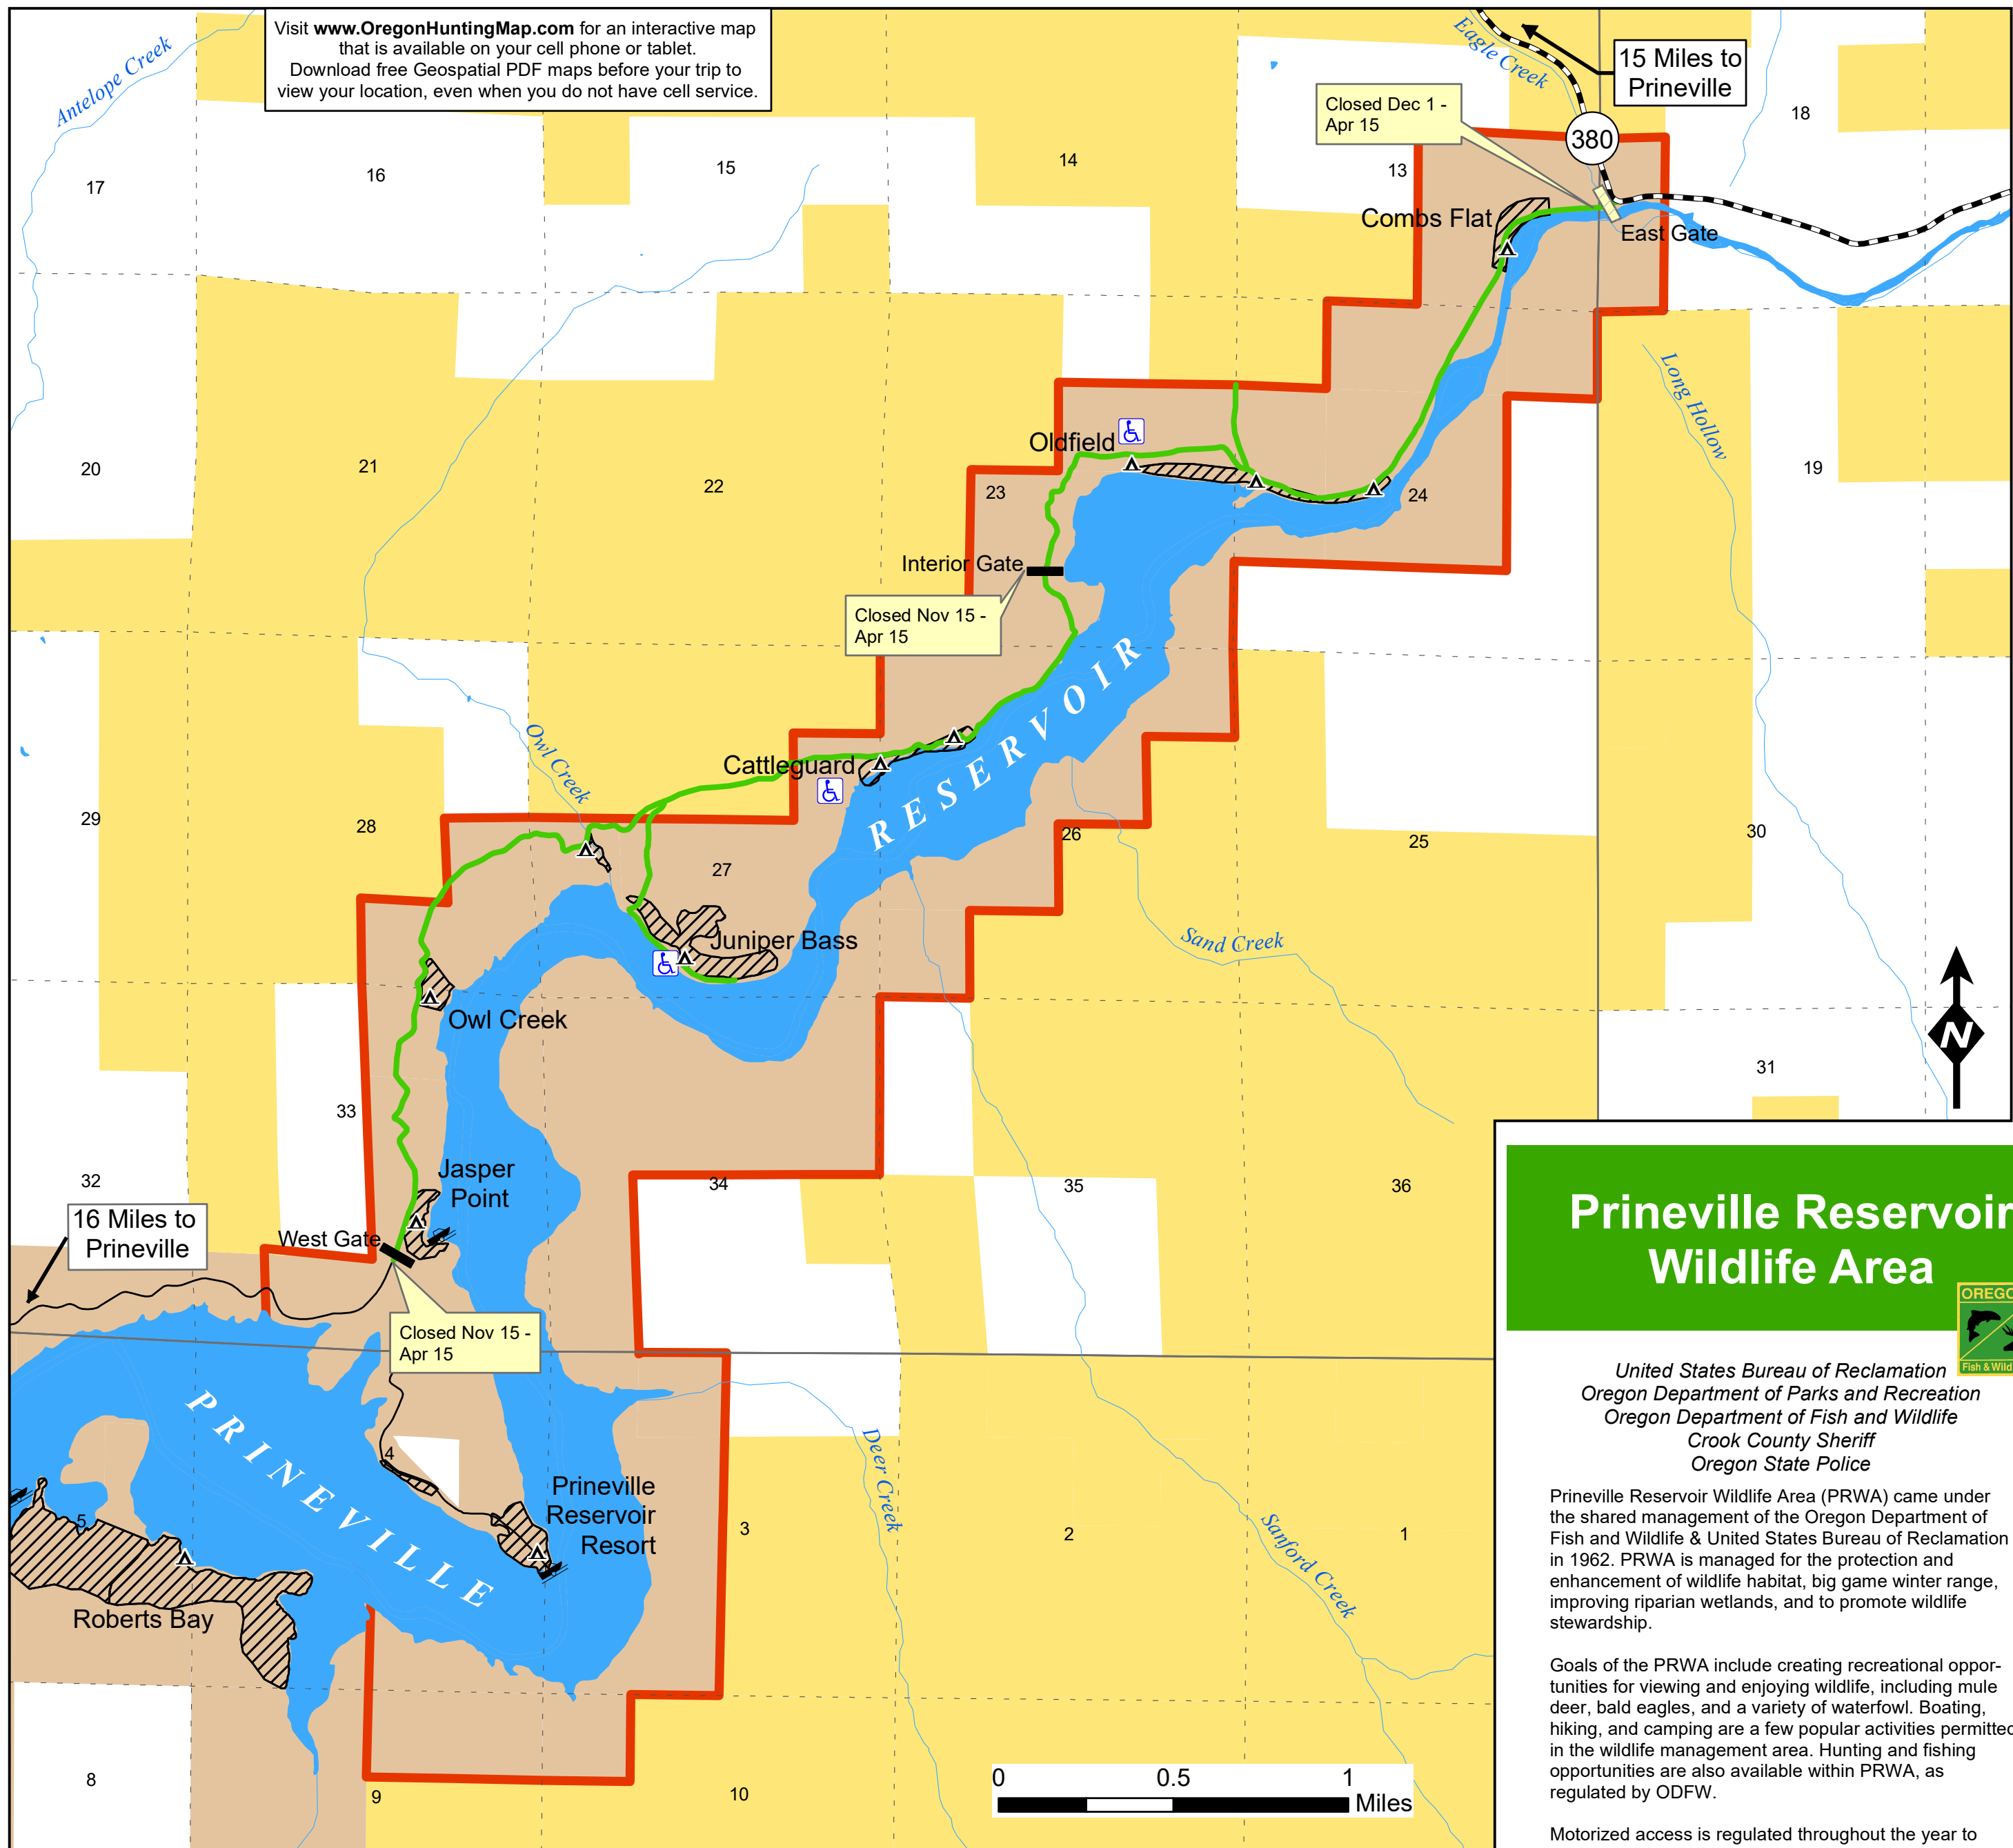 Visit www.OregonHuntingMap.com for an interactive map
that is available on your cell phone or tablet.
Download free Geospatial PDF maps before your trip to
view your location, even when you do not have cell service.
Antelope Creek
Eagle Creek
15 Miles to
Prineville
Closed Dec 1 -
Apr 15
380
18
17
16
15
14
13
Combs Flat
East Gate
Long Hollow
Oldfield
20
21
22
23
24
19
Interior Gate
Closed Nov 15 -
Apr 15
RESERVOIR
Owl Creek
Cattleguard
29
28
27
26
25
30
Juniper Bass
Sand Creek
Owl Creek
N
31
33
Jasper
Point
32
34
35
36
16 Miles to
Prineville
West Gate
Closed Nov 15 -
Apr 15
PRINEVILLE
4
Deer Creek
Prineville
Reservoir
Resort
5
3
2
1
Sanford Creek
Roberts Bay
8
9
10
0 0.5 1
Miles
Prineville Reservoir
Wildlife Area
OREGO
Fish & Wild
United States Bureau of Reclamation
Oregon Department of Parks and Recreation
Oregon Department of Fish and Wildlife
Crook County Sheriff
Oregon State Police
Prineville Reservoir Wildlife Area (PRWA) came under
the shared management of the Oregon Department of
Fish and Wildlife & United States Bureau of Reclamation
in 1962. PRWA is managed for the protection and
enhancement of wildlife habitat, big game winter range,
improving riparian wetlands, and to promote wildlife
stewardship.
Goals of the PRWA include creating recreational oppor-
tunities for viewing and enjoying wildlife, including mule
deer, bald eagles, and a variety of waterfowl. Boating,
hiking, and camping are a few popular activities permitted
in the wildlife management area. Hunting and fishing
opportunities are also available within PRWA, as
regulated by ODFW.
Motorized access is regulated throughout the year to